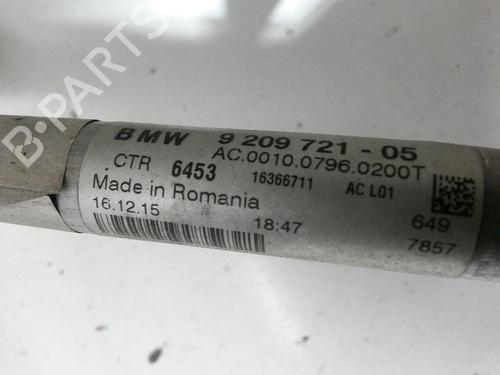 BMW 9 209 721 - 05
AC.0010.0796.0200T
CTR 6453 16366711 AC L01
Made in Romania
16.12.15 18:47 649
7857
B-PARTS